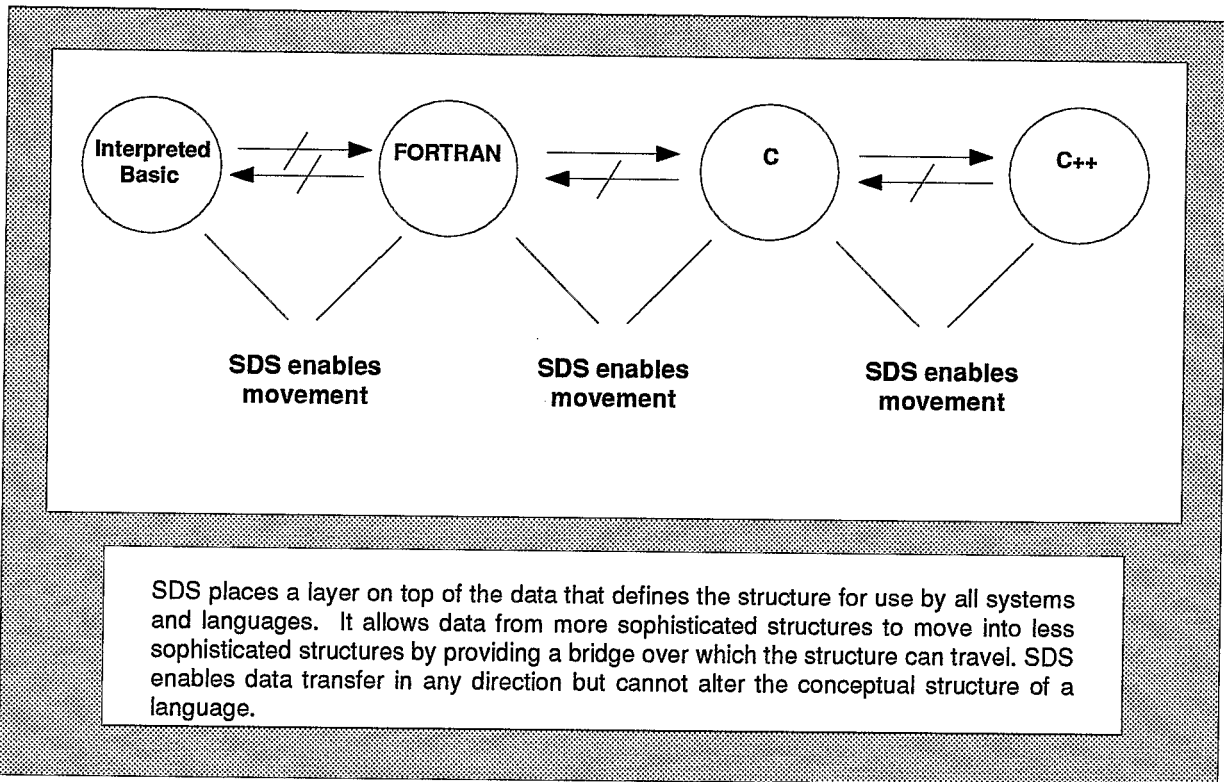 Interpreted
Basic
FORTRAN
C
C++
SDS enables
movement
SDS enables
movement
SDS enables
movement
SDS places a layer on top of the data that defines the structure for use by all systems
and languages. It allows data from more sophisticated structures to move into less
sophisticated structures by providing a bridge over which the structure can travel. SDS
enables data transfer in any direction but cannot alter the conceptual structure of a
language.